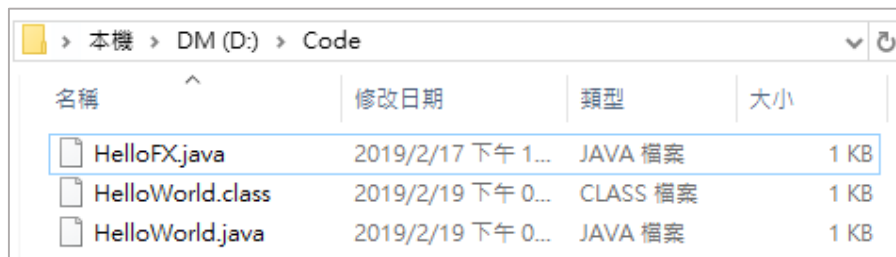 本機 > DM (D:) > Code
名稱 修改日期 類型 大小
HelloFX.java 2019/2/17 下午 1... JAVA 檔案 1 KB
HelloWorld.class 2019/2/19 下午 0... CLASS 檔案 1 KB
HelloWorld.java 2019/2/19 下午 0... JAVA 檔案 1 KB